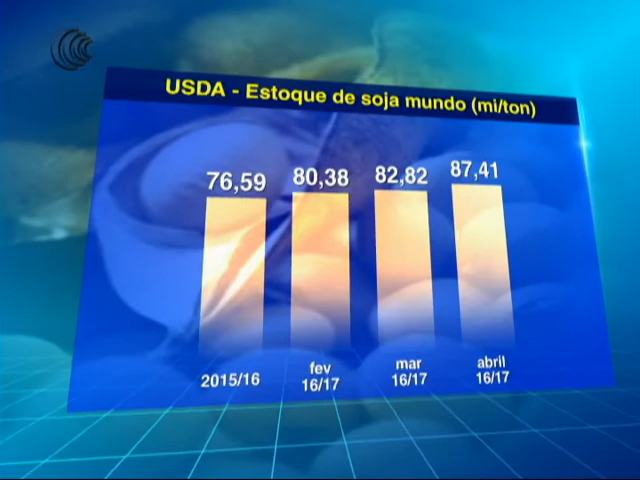 USDA - Estoque de soja mundo (mi/ton)
76,59
80,38
82,82
87,41
2015/16
fev
16/17
mar
16/17
abril
16/17